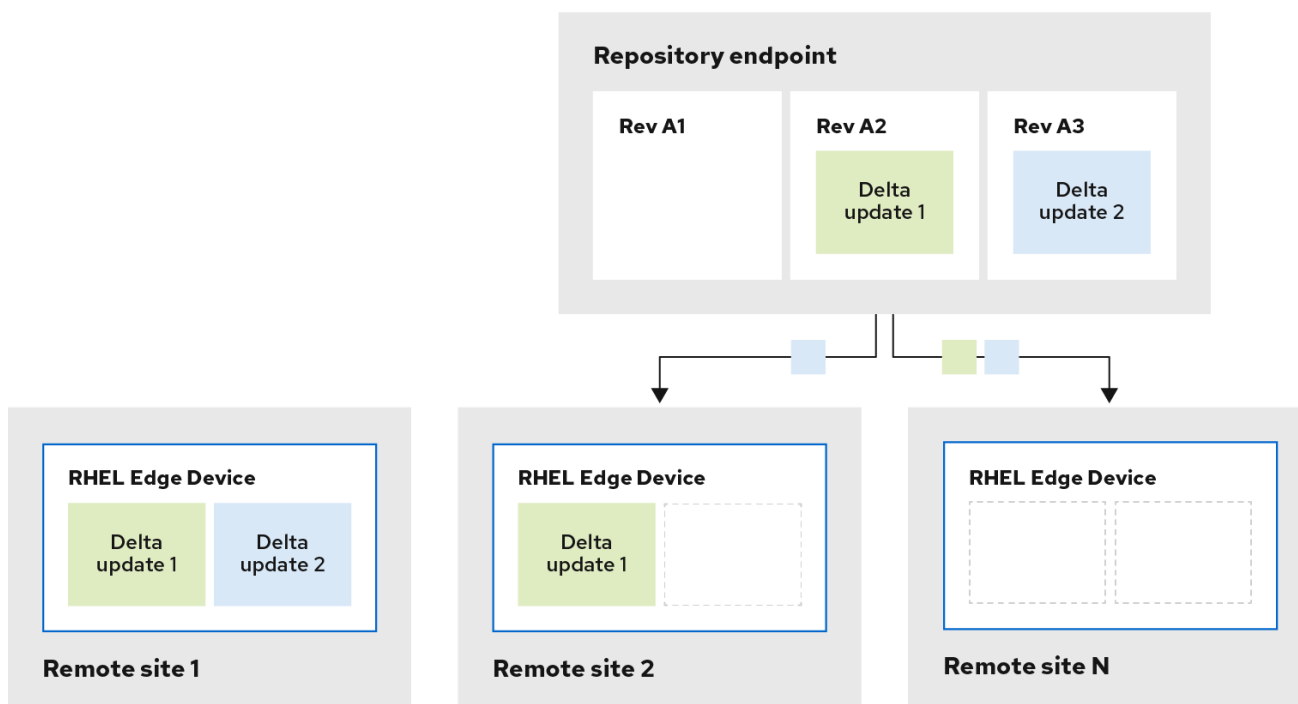 Repository endpoint
Rev A1
Rev A2
Delta
update 1
Rev A3
Delta
update 2
RHEL Edge Device
Delta
update 1
Delta
update 2
Remote site 1
RHEL Edge Device
Delta
update 1
Remote site 2
RHEL Edge Device
Remote site N